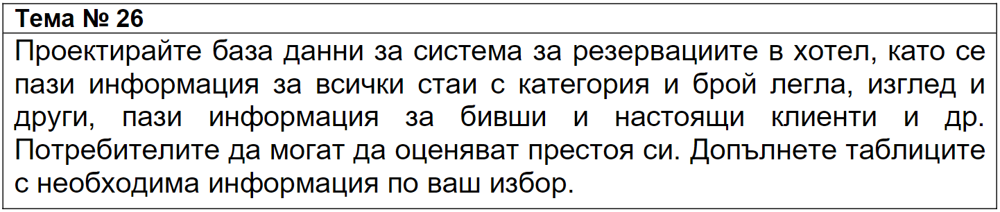 Тема № 26
Проектирайте база данни за система за резервациите в хотел, като се
пази информация за всички стаи с категория и брой легла, изглед и
други, пази информация за бивши и настоящи клиенти и др.
Потребителите да могат да оценяват престоя си. Допълнете таблиците
с необходима информация по ваш избор.